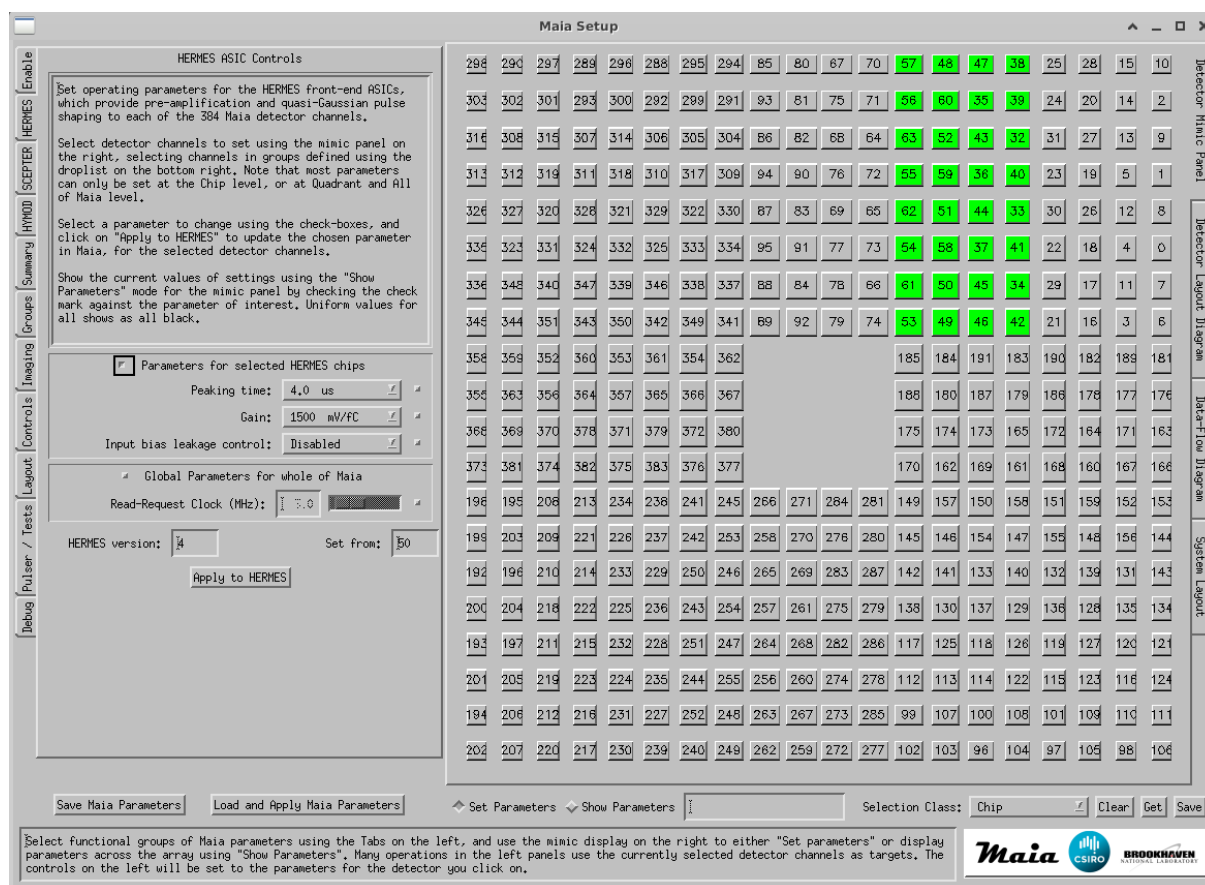 Maia Setup
Enable
HERMES
SCEPTER
HYMOD
Summary
Groups
Imaging
Controls
Layout
Pulser / Tests
Debug
HERMES ASIC Controls
Set operating parameters for the HERMES front-end ASICs,
which provide pre-amplification and quasi-Gaussian pulse
shaping to each of the 384 Maia detector channels.
Select detector channels to set using the mimic panel on
the right, selecting channels in groups defined using the
droplist on the bottom right. Note that most parameters
can only be set at the Chip level, or at Quadrant and All
of Maia level.
Select a parameter to change using the check-boxes, and
click on "Apply to HERMES" to update the chosen parameter
in Maia, for the selected detector channels.
Show the current values of settings using the "Show
Parameters" mode for the mimic panel by checking the check
mark against the parameter of interest. Uniform values for
all shows as all black.
Parameters for selected HERMES chips
Peaking time: 4.0 us
Gain: 1500 mV/fC
Input bias leakage control: Disabled
Global Parameters for whole of Maia
Read-Request Clock (MHz):
HERMES version: 4 Set from: 50
Apply to HERMES
298 290 297 289 296 288 295 294 85 80 67 70 57 48 47 38 25 28 15 10
303 302 301 293 300 292 299 291 93 81 75 71 56 60 35 39 24 20 14 2
316 308 315 307 314 306 305 304 86 82 68 64 63 52 43 32 31 27 13 9
313 312 319 311 318 310 317 309 94 90 76 72 55 59 36 40 23 19 5 1
326 327 320 328 321 329 322 330 87 83 69 65 62 51 44 33 30 26 12 8
335 323 331 324 332 325 333 334 95 91 77 73 54 58 37 41 22 18 4 0
336 348 340 347 339 346 338 337 88 84 78 66 61 50 45 34 29 17 11 7
345 344 351 343 350 342 349 341 89 92 79 74 53 49 46 42 21 16 3 6
358 359 352 360 353 361 354 362 185 184 191 183 190 182 189 181
355 363 356 364 357 365 366 367 188 180 187 179 186 178 177 176
368 369 370 378 371 379 372 380 175 174 173 165 172 164 171 163
373 381 374 382 375 383 376 377 170 162 169 161 168 160 167 166
198 195 208 213 234 238 241 245 266 271 284 281 149 157 150 158 151 159 152 153
199 203 209 221 226 237 242 253 258 270 276 280 145 146 154 147 155 148 156 144
192 196 210 214 233 229 250 246 265 269 283 287 142 141 133 140 132 139 131 143
200 204 218 222 225 236 243 254 257 261 275 279 138 130 137 129 136 128 135 134
193 197 211 215 232 228 251 247 264 268 282 286 117 125 118 126 119 127 120 121
201 205 219 223 224 235 244 255 256 260 274 278 112 113 114 122 115 123 116 124
194 206 212 216 231 227 252 248 263 267 273 285 99 107 100 108 101 109 110 111
202 207 220 217 230 239 240 249 262 259 272 277 102 103 96 104 97 105 98 106
Detector Mimic Panel
Detector Layout Diagram
Data-Flow Diagram
System Layout
Save Maia Parameters Load and Apply Maia Parameters Set Parameters Show Parameters Selection Class: Chip Clear Get Save
Select functional groups of Maia parameters using the Tabs on the left, and use the mimic display on the right to either "Set parameters" or display
parameters across the array using "Show Parameters". Many operations in the left panels use the currently selected detector channels as targets. The
controls on the left will be set to the parameters for the detector you click on.
Maia
CSIRO
BROOKHAVEN
NATIONAL LABORATORY